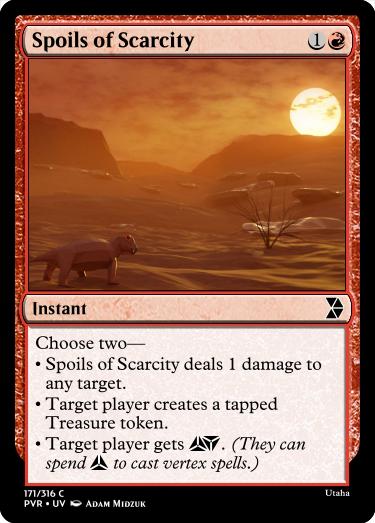 Spoils of Scarcity 1
Instant
Choose two—
• Spoils of Scarcity deals 1 damage to
any target.
• Target player creates a tapped
Treasure token.
• Target player gets . (They can
spend to cast vertex spells.)
171/316 C
Utaha
PVR • UV Adam Midzuk